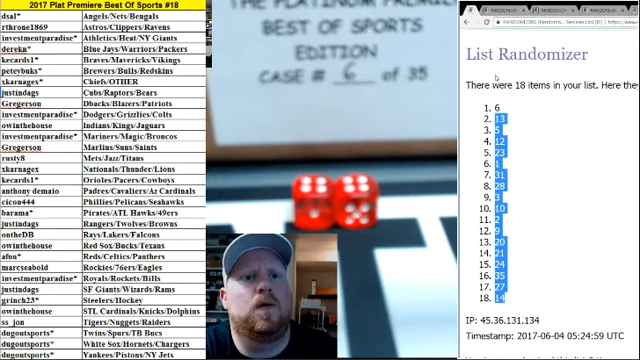 2017 Plat Premiere Best Of Sports #18
dsal* Angels/Nets/Bengals
rthrone1869 Astros/Clippers/Ravens
investmentparadise* Athletics/Heat/NY Giants
derekn* Blue Jays/Warriors/Packers
kecards1* Braves/Mavericks/Vikings
peteybuks* Brewers/Bulls/Redskins
xkarnagex* Chiefs/OTHER
justindags Cubs/Raptors/Bears
Gregerson Dbacks/Blazers/Patriots
investmentparadise* Dodgers/Grizzlies/Colts
owinthehouse Indians/Kings/Jaguars
investmentparadise* Mariners/Magic/Broncos
Gregerson Marlins/Suns/Saints
rusty8 Mets/Jazz/Titans
xkarnagex Nationals/Thunder/Lions
kecards1* Orioles/Pacers/Cowboys
anthony demaio Padres/Cavaliers/Az Cardinals
cicon444 Phillies/Pelicans/Seahawks
barama* Pirates/ATL Hawks/49ers
justindags Rangers/Twolves/Browns
ontheDB Rays/Lakers/Falcons
owinthehouse Red Sox/Bucks/Texans
afnu* Reds/Celtics/Panthers
marcseabold Rockies/76ers/Eagles
investmentparadise* Royals/Rockets/Bills
justindags SF Giants/Wizards/Rams
grinch23* Steelers/Hockey
owinthehouse STL Cardinals/Knicks/Dolphins
ss_jon Tigers/Nuggets/Raiders
dugoutsports* Twins/Spurs/TB Bucs
dugoutsports* White Sox/Hornets/Chargers
dugoutsports* Yankees/Pistons/NY Jets
THE PLATINUM PREMIERE
BEST OF SPORTS
EDITION
CASE # 6 of 35
List Randomizer
There were 18 items in your list. Here they
1. 6
2. 13
3. 5
4. 12
5. 23
6. 1
7. 31
8. 28
9. 3
10. 10
11. 2
12. 9
13. 20
14. 21
15. 24
16. 35
17. 27
18. 14
IP: 45.36.131.134
Timestamp: 2017-06-04 05:24:59 UTC